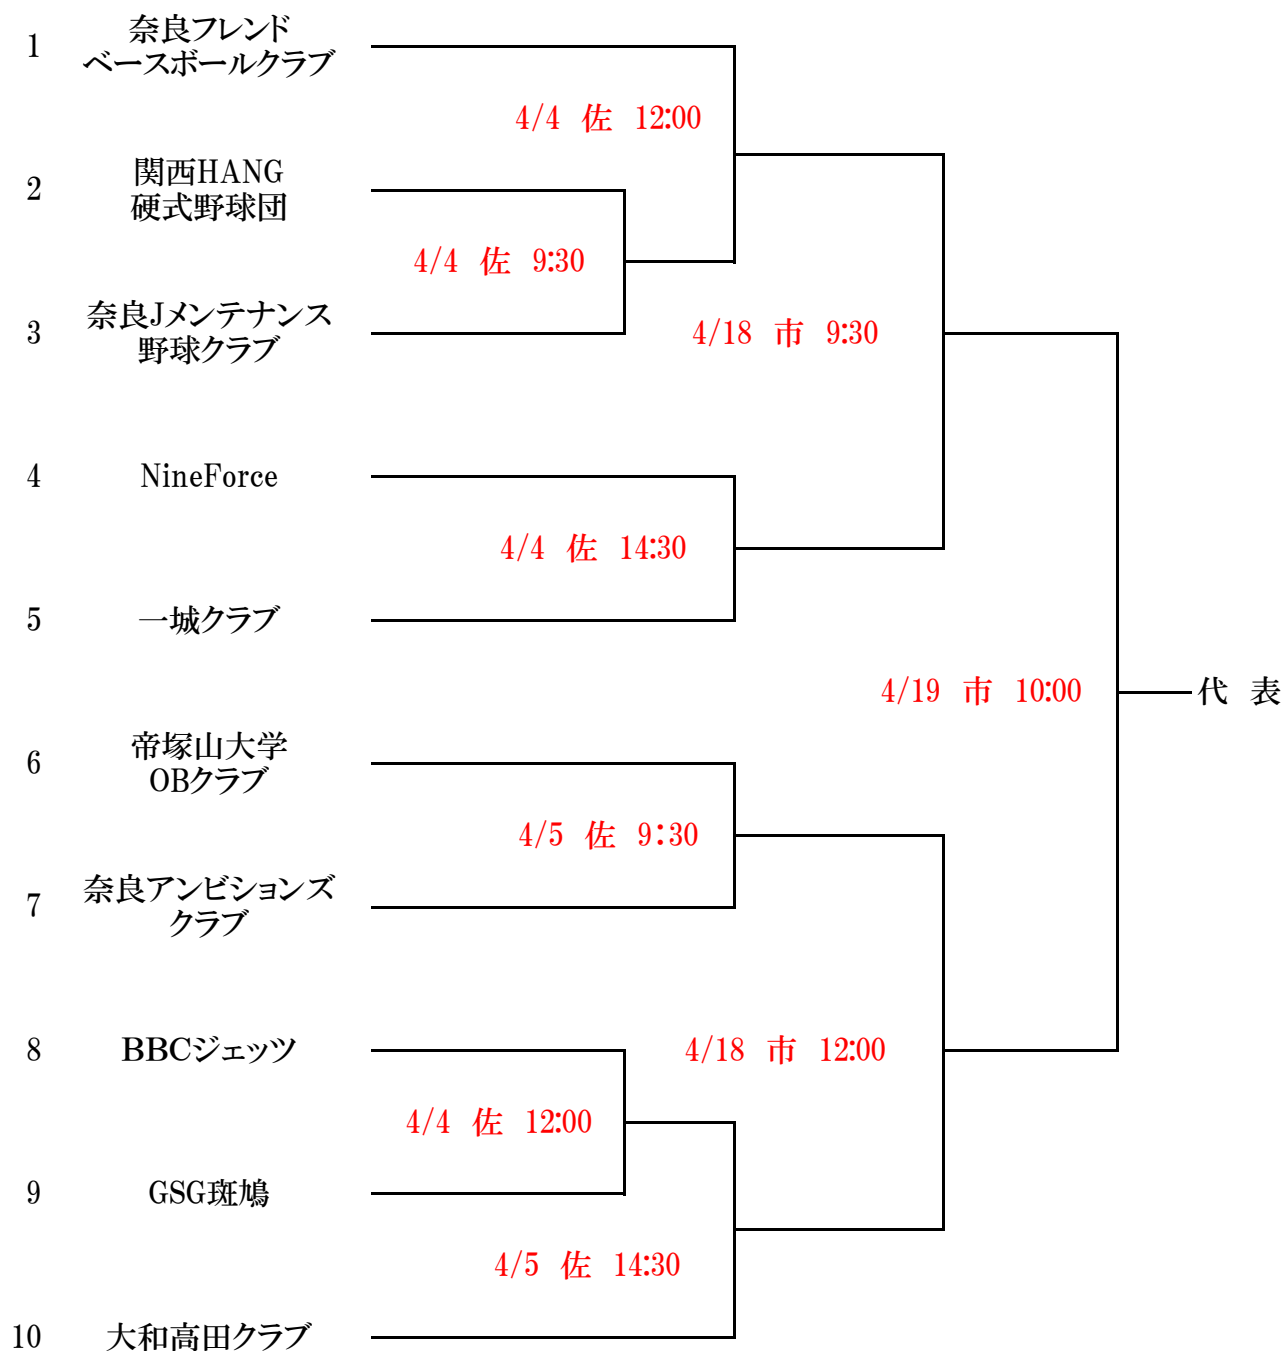 1
奈良フレンド
ベースボールクラブ
4/4 佐 12:00
2
関西HANG
硬式野球団
4/4 佐 9:30
3
奈良Jメンテナンス
野球クラブ
4/18 市 9:30
4
NineForce
4/4 佐 14:30
5
一城クラブ
4/19 市 10:00
代 表
6
帝塚山大学
OBクラブ
4/5 佐 9：30
7
奈良アンビションズ
クラブ
8
BBCジェッツ
4/18 市 12:00
4/4 佐 12:00
9
GSG斑鳩
4/5 佐 14:30
10
大和高田クラブ